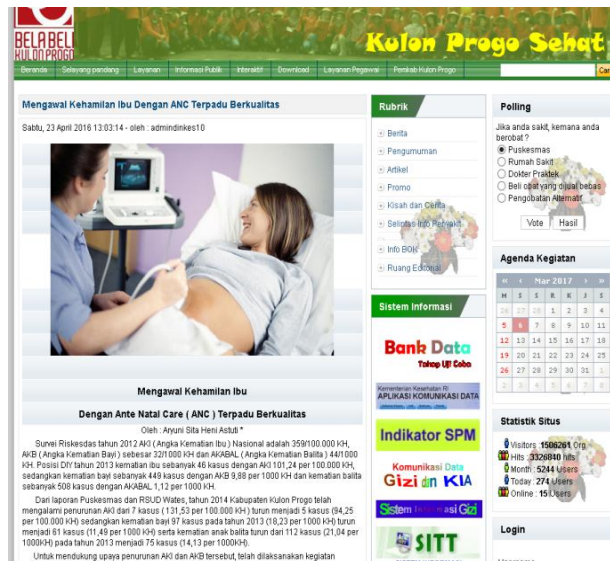 BELA BELI
KULON PROGO
Kulon Progo Sehat
Beranda Selayang pandang Layanan Informasi Publik Interaktif Download Layanan Pegawai Pemkab Kulon Progo
Mengawal Kehamilan Ibu Dengan ANC Terpadu Berkualitas
Sabtu, 23 April 2016 13:03:14 - oleh : admindinkes10
Mengawal Kehamilan Ibu
Dengan Ante Natal Care ( ANC ) Terpadu Berkualitas
Oleh : Aryuni Sita Heni Astuti *
Survei Riskesdas tahun 2012 AKI ( Angka Kematian Ibu ) Nasional adalah 359/100.000 KH,
AKB ( Angka Kematian Bayi ) sebesar 32/1000 KH dan AKABAL ( Angka Kematian Balita ) 44/1000
KH. Posisi DIY tahun 2013 kematian ibu sebanyak 46 kasus dengan AKI 101,24 per 100.000 KH,
sedangkan kematian bayi sebanyak 449 kasus dengan AKB 9,88 per 1000 KH dan kematian balita
sebanyak 508 kasus dengan AKABAL 1,12 per 1000 KH.
Dari laporan Puskesmas dan RSUD Wates, tahun 2014 Kabupaten Kulon Progo telah
mengalami penurunan AKI dari 7 kasus ( 131,53 per 100.000 KH ) turun menjadi 5 kasus (94,25
per 100.000 KH) sedangkan kematian bayi 97 kasus pada tahun 2013 (18,23 per 1000 KH) turun
menjadi 61 kasus (11,49 per 1000 KH) serta kematian anak balita turun dari 112 kasus (21,04 per
1000KH) pada tahun 2013 menjadi 75 kasus (14,13 per 1000KH).
Untuk mendukung upaya penurunan AKI dan AKB tersebut, telah dilaksanakan kegiatan
Rubrik
Berita
Pengumuman
Artikel
Promo
Kisah dan Cerita
Selintas Info Penyakit
Info BOK
Ruang Editorial
Sistem Informasi
Bank Data
Tahap Uji Coba
Kementerian Kesehatan RI
APLIKASI KOMUNIKASI DATA
Indikator SPM
Komunikasi Data
Gizi dan KIA
Sistem Informasi Gizi
SITT
Polling
Jika anda sakit, kemana anda
berobat ?
Puskesmas
Rumah Sakit
Dokter Praktek
Beli obat yang dijual bebas
Pengobatan Alternatif
Vote Hasil
Agenda Kegiatan
« ‹ Mar 2017 › »
M S S R K J S
26 27 28 1 2 3 4
5 6 7 8 9 10 11
12 13 14 15 16 17 18
19 20 21 22 23 24 25
26 27 28 29 30 31 1
2 3 4 5 6 7 8
Statistik Situs
Visitors :1506261 Org
Hits :3326840 hits
Month :5244 Users
Today : 274 Users
Online : 15 Users
Login